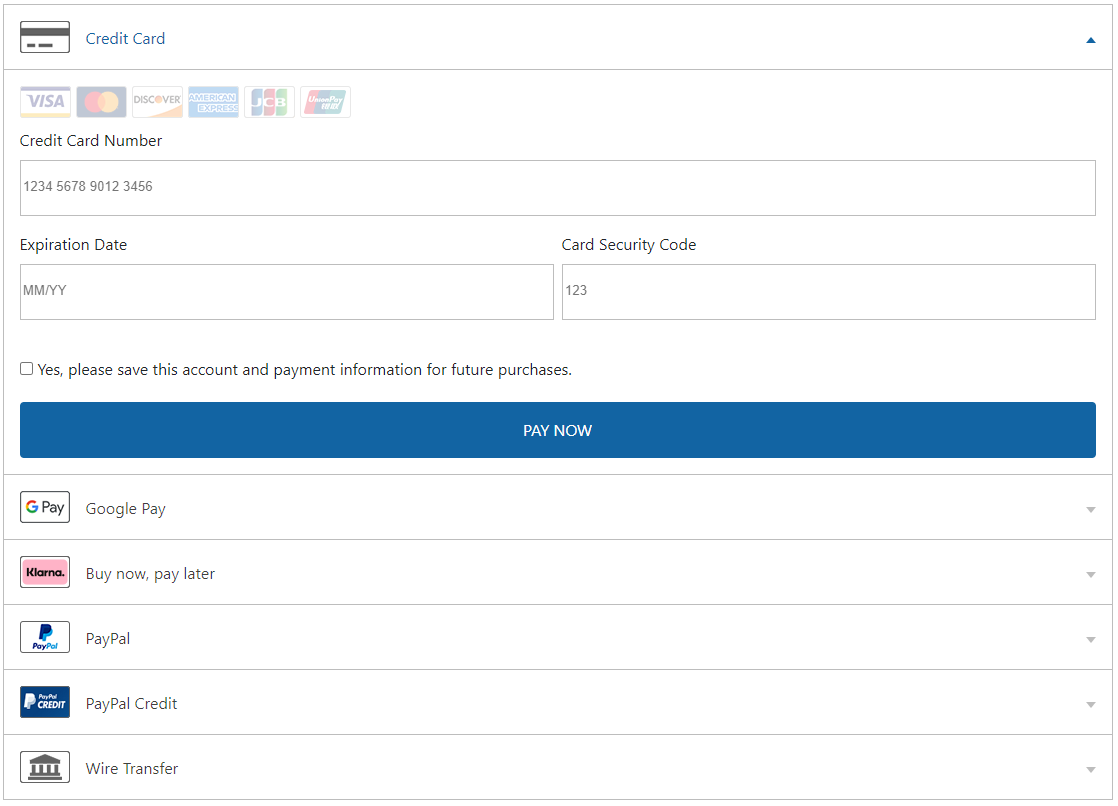 Credit Card
VISA DISCOVER AMERICAN EXPRESS JCB UnionPay 银联
Credit Card Number
1234 5678 9012 3456
Expiration Date Card Security Code
MM/YY 123
Yes, please save this account and payment information for future purchases.
PAY NOW
G Pay Google Pay
Klarna. Buy now, pay later
PayPal PayPal
PayPal CREDIT PayPal Credit
Wire Transfer